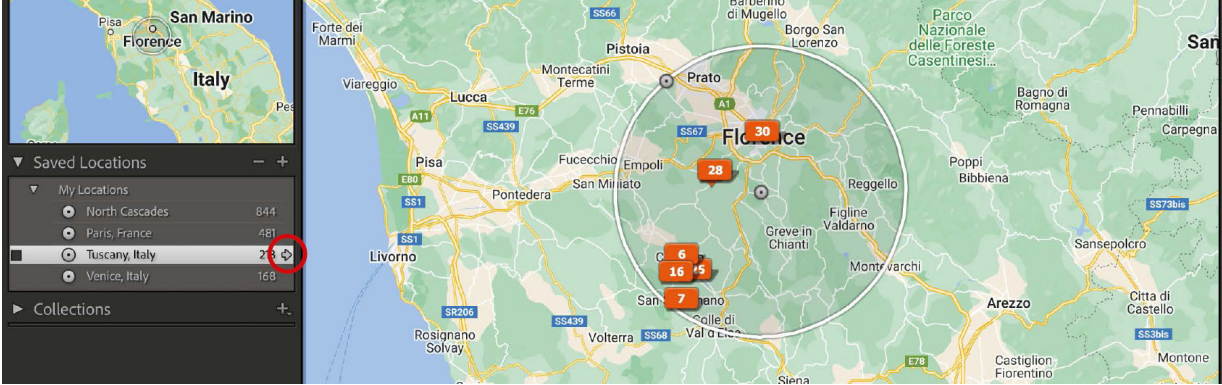 Pisa
San Marino
Florence
Italy
Saved Locations
My Locations
North Cascades 844
Paris, France 481
Tuscany, Italy
Venice, Italy 168
Collections
SS66
di Mugello
Parco
Nazionale
delle Foreste
Casentinesi...
Forte dei
Marmi
Borgo San
Lorenzo
San
Pistoia
Montecatini
Terme
Prato
Viareggio
Lucca
A11
E76
A1
Bagno di
Romagna
Pennabilli
Carpegna
SS439
SS67
Florence
30
Pisa
Fucecchio
Empoli
28
Poppi
Bibbiena
E80
San Miniato
Reggello
SS1
Pontedera
Figline
Valdarno
SS73bis
SS1
Greve in
Chianti
Sansepolcro
Livorno
6
16
Montevarchi
7
Arezzo
Città di
Castello
SR206
SS439
Colle di
Val d'Elsa
Rosignano
Solvay
Volterra
SS68
SS3bis
E78
Castiglion
Fiorentino
Montone
Siena